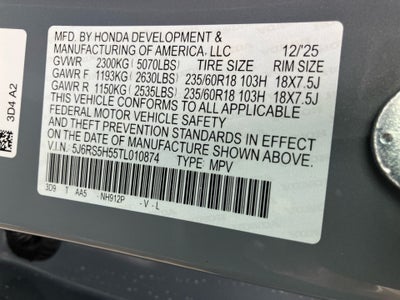 MFD. BY HONDA DEVELOPMENT &
MANUFACTURING OF AMERICA, LLC 12/'25
GVWR 2300KG (5070LBS) TIRE SIZE RIM SIZE
GAWR F 1193KG (2630LBS) 235/60R18 103H 18X7.5J
GAWR R 1150KG (2535LBS) 235/60R18 103H 18X7.5J
THIS VEHICLE CONFORMS TO ALL APPLICABLE
FEDERAL MOTOR VEHICLE SAFETY
AND THEFT PREVENTION STANDARDS IN EFFECT
ON THE DATE OF MANUFACTURE SHOWN ABOVE.
V.I.N: 5J6RS5H55TL010874 TYPE MPV
3D9 1 AA5 -NH912P -V-L
3D4 A2